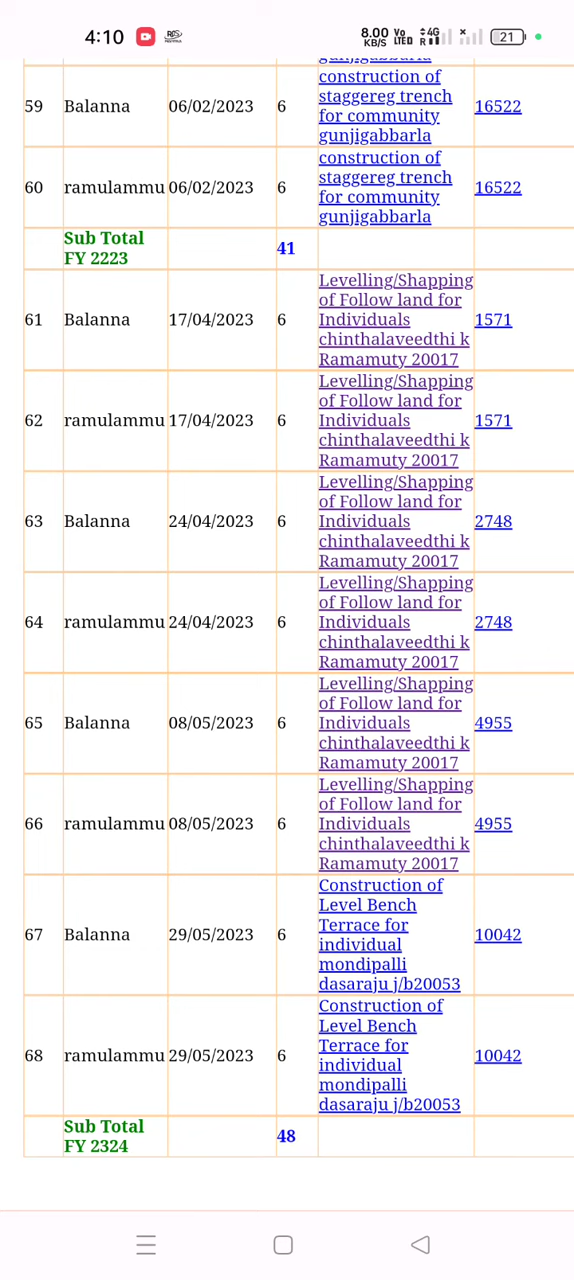 4:10
8.00 KB/S
Vo LTE D
4G R
21
gunjigabbarla
59 Balanna 06/02/2023 6 construction of
staggereg trench
for community
gunjigabbarla 16522
60 ramulammu 06/02/2023 6 construction of
staggereg trench
for community
gunjigabbarla 16522
Sub Total
FY 2223 41
61 Balanna 17/04/2023 6 Levelling/Shapping
of Follow land for
Individuals
chinthalaveedthi k
Ramamuty 20017 1571
62 ramulammu 17/04/2023 6 Levelling/Shapping
of Follow land for
Individuals
chinthalaveedthi k
Ramamuty 20017 1571
63 Balanna 24/04/2023 6 Levelling/Shapping
of Follow land for
Individuals
chinthalaveedthi k
Ramamuty 20017 2748
64 ramulammu 24/04/2023 6 Levelling/Shapping
of Follow land for
Individuals
chinthalaveedthi k
Ramamuty 20017 2748
65 Balanna 08/05/2023 6 Levelling/Shapping
of Follow land for
Individuals
chinthalaveedthi k
Ramamuty 20017 4955
66 ramulammu 08/05/2023 6 Levelling/Shapping
of Follow land for
Individuals
chinthalaveedthi k
Ramamuty 20017 4955
67 Balanna 29/05/2023 6 Construction of
Level Bench
Terrace for
individual
mondipalli
dasaraju j/b20053 10042
68 ramulammu 29/05/2023 6 Construction of
Level Bench
Terrace for
individual
mondipalli
dasaraju j/b20053 10042
Sub Total
FY 2324 48